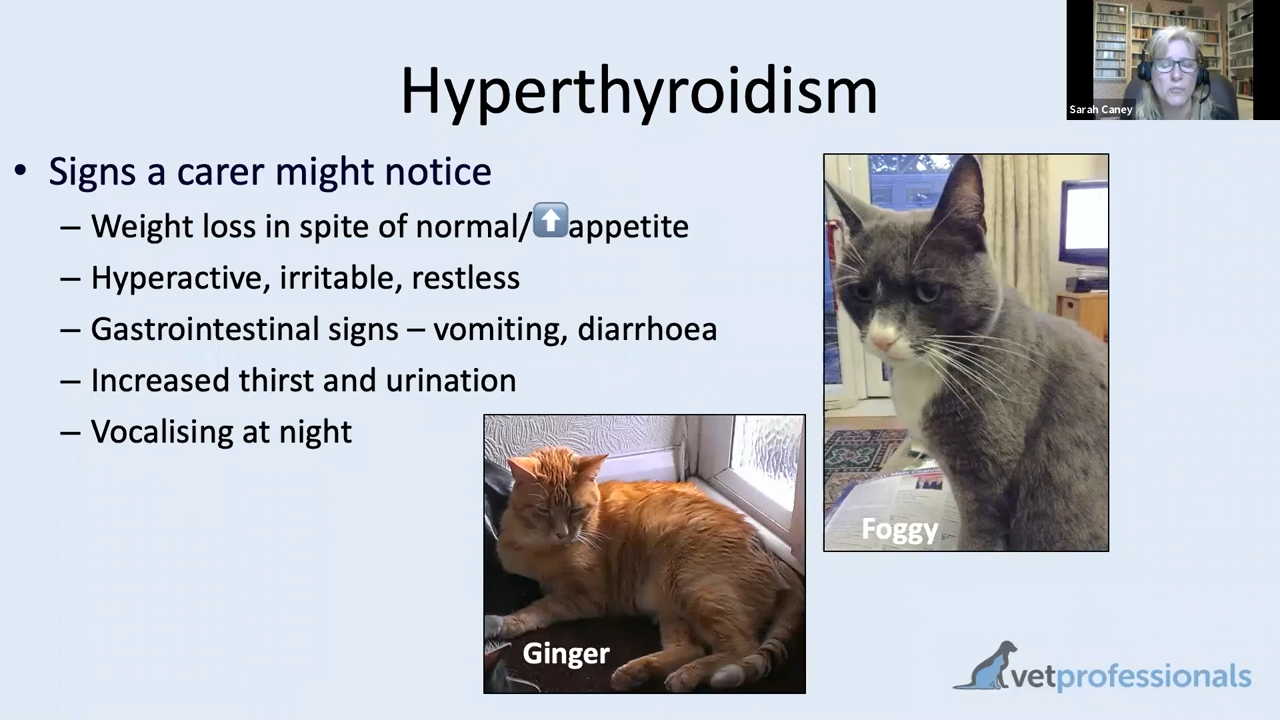 Hyperthyroidism
Sarah Caney
• Signs a carer might notice
– Weight loss in spite of normal/⬆️appetite
– Hyperactive, irritable, restless
– Gastrointestinal signs – vomiting, diarrhoea
– Increased thirst and urination
– Vocalising at night
Foggy
Ginger
vetprofessionals